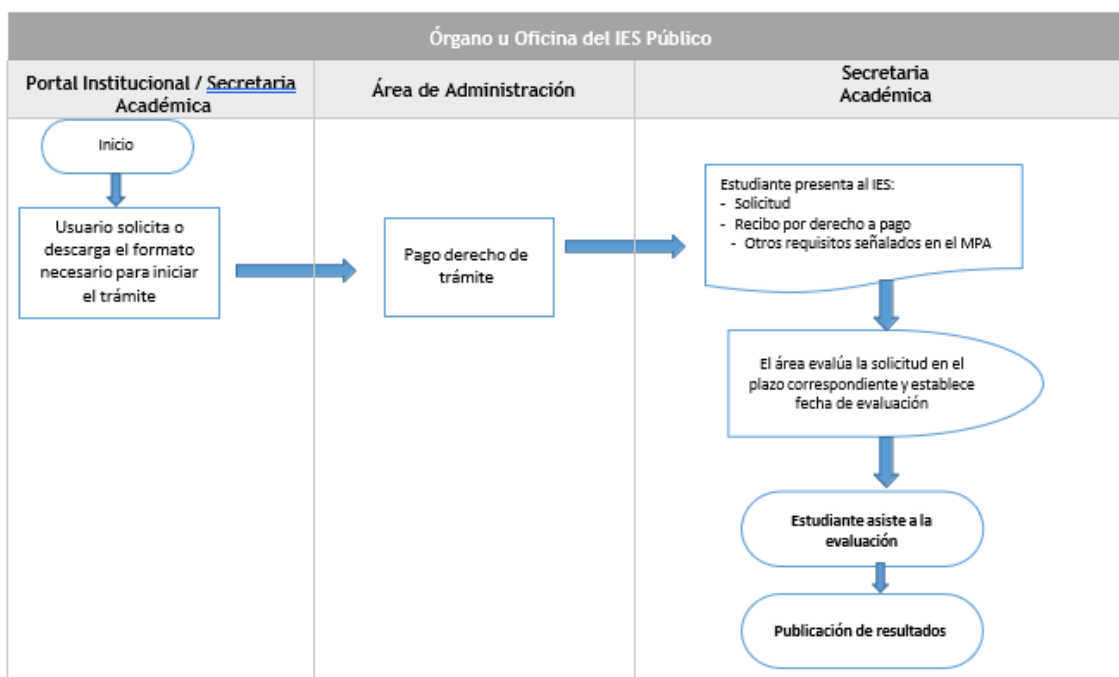 Órgano u Oficina del IES Público
Portal Institucional / Secretaria
Académica
Área de Administración
Secretaria
Académica
Inicio
Usuario solicita o
descarga el formato
necesario para iniciar
el trámite
Pago derecho de
trámite
Estudiante presenta al IES:
- Solicitud
- Recibo por derecho a pago
- Otros requisitos señalados en el MPA
El área evalúa la solicitud en el
plazo correspondiente y establece
fecha de evaluación
Estudiante asiste a la
evaluación
Publicación de resultados